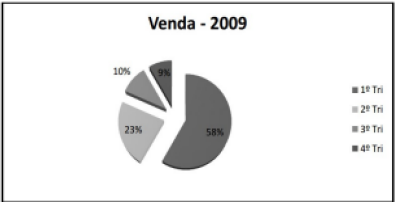 Venda - 2009
9%
10%
23%
58%
1º Tri
2º Tri
3º Tri
4º Tri